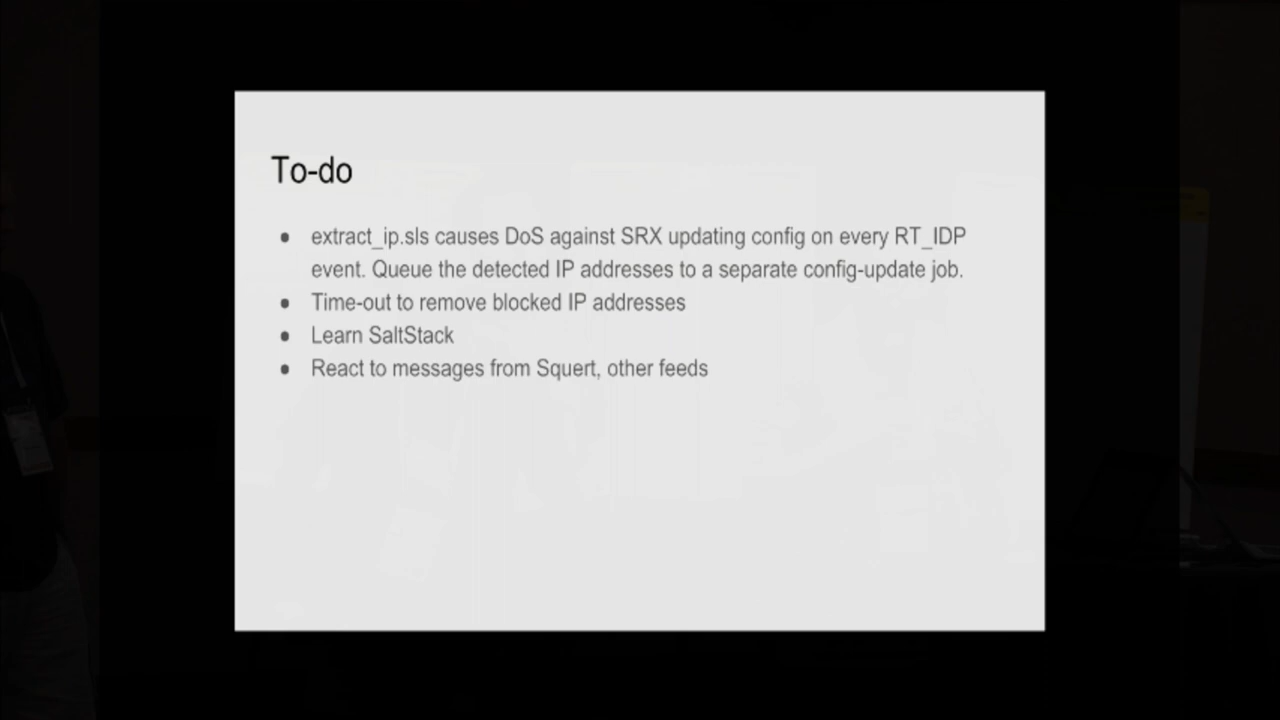 To-do
● extract_ip.sls causes DoS against SRX updating config on every RT_IDP
event. Queue the detected IP addresses to a separate config-update job.
● Time-out to remove blocked IP addresses
● Learn SaltStack
● React to messages from Squert, other feeds